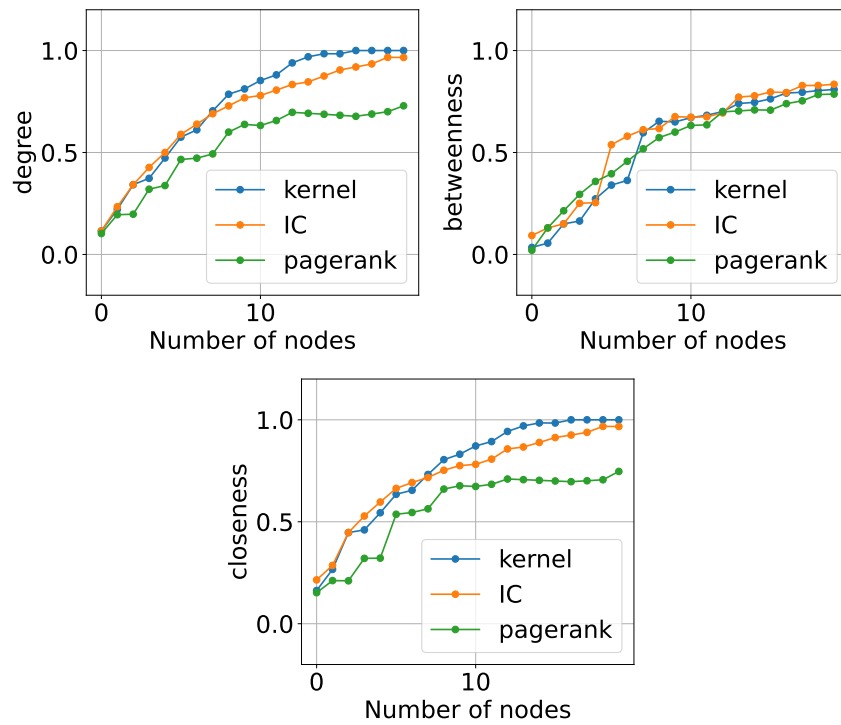 degree
1.0
0.5
0.0
kernel
IC
pagerank
0
10
Number of nodes
betweenness
1.0
0.5
0.0
kernel
IC
pagerank
0
10
Number of nodes
closeness
1.0
0.5
0.0
kernel
IC
pagerank
0
10
Number of nodes